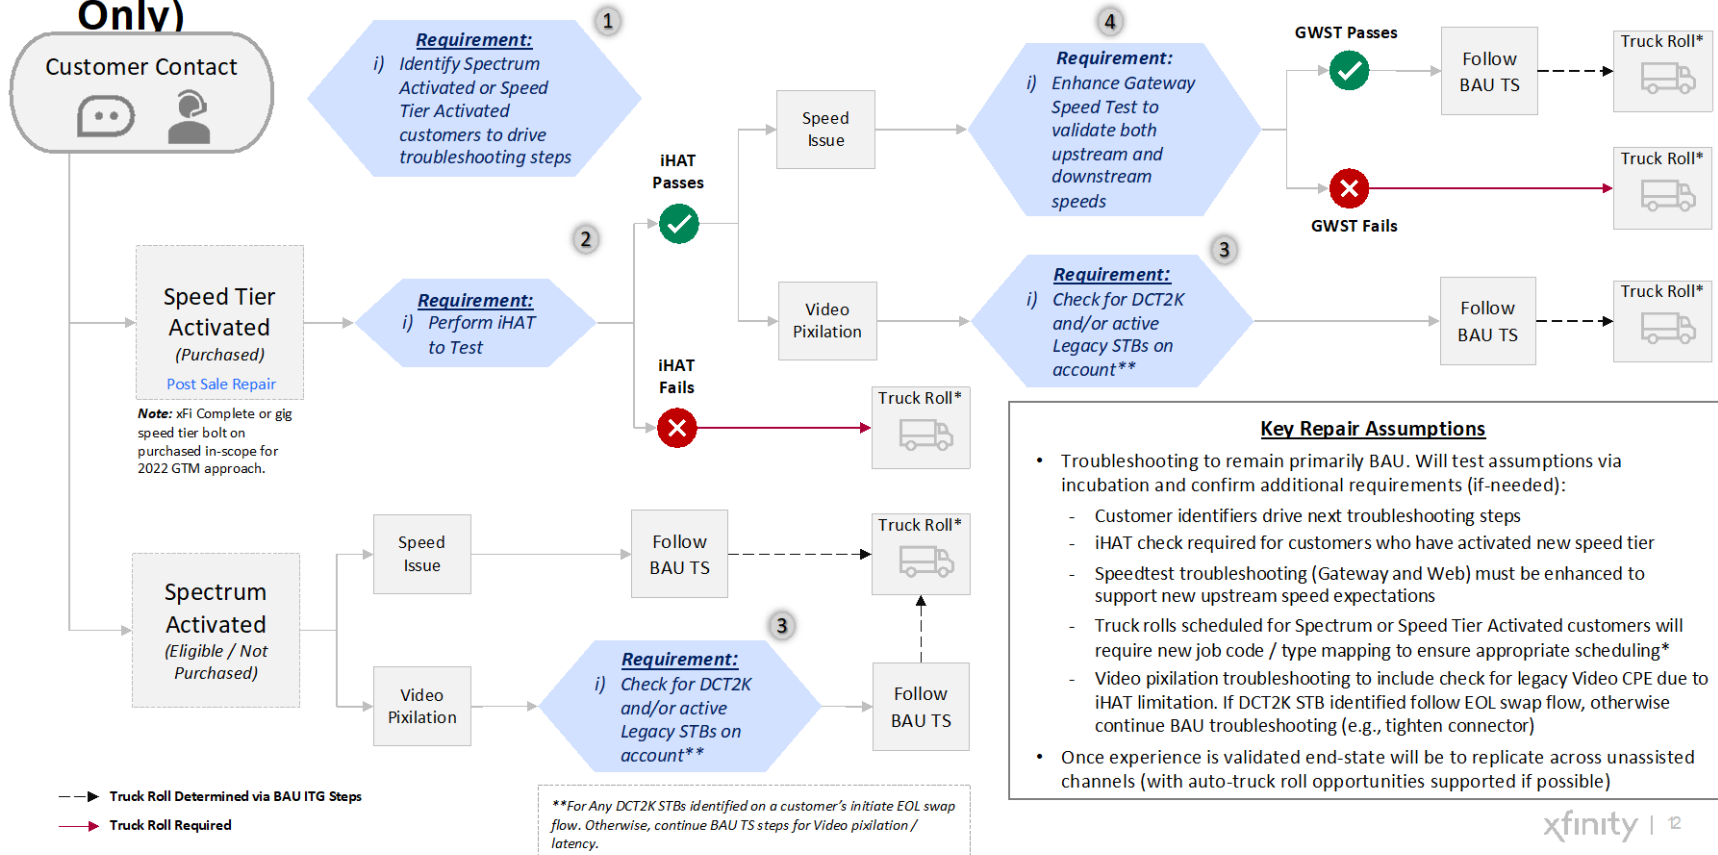 Only)
Customer Contact
1
Requirement:
i) Identify Spectrum
Activated or Speed
Tier Activated
customers to drive
troubleshooting steps
4
Requirement:
i) Enhance Gateway
Speed Test to
validate both
upstream and
downstream
speeds
GWST Passes
Follow
BAU TS
Truck Roll*
Truck Roll*
GWST Fails
Speed
Issue
iHAT
Passes
2
Speed Tier
Activated
(Purchased)
Post Sale Repair
Requirement:
i) Perform iHAT
to Test
Video
Pixilation
3
Requirement:
i) Check for DCT2K
and/or active
Legacy STBs on
account**
Follow
BAU TS
Truck Roll*
iHAT
Fails
Truck Roll*
Note: xFi Complete or gig
speed tier bolt on
purchased in-scope for
2022 GTM approach.
Spectrum
Activated
(Eligible / Not
Purchased)
Speed
Issue
Follow
BAU TS
Truck Roll*
Video
Pixilation
3
Requirement:
i) Check for DCT2K
and/or active
Legacy STBs on
account**
Follow
BAU TS
Key Repair Assumptions
• Troubleshooting to remain primarily BAU. Will test assumptions via
incubation and confirm additional requirements (if-needed):
- Customer identifiers drive next troubleshooting steps
- iHAT check required for customers who have activated new speed tier
- Speedtest troubleshooting (Gateway and Web) must be enhanced to
support new upstream speed expectations
- Truck rolls scheduled for Spectrum or Speed Tier Activated customers will
require new job code / type mapping to ensure appropriate scheduling*
- Video pixilation troubleshooting to include check for legacy Video CPE due to
iHAT limitation. If DCT2K STB identified follow EOL swap flow, otherwise
continue BAU troubleshooting (e.g., tighten connector)
• Once experience is validated end-state will be to replicate across unassisted
channels (with auto-truck roll opportunities supported if possible)
Truck Roll Determined via BAU ITG Steps
Truck Roll Required
**For Any DCT2K STBs identified on a customer's initiate EOL swap
flow. Otherwise, continue BAU TS steps for Video pixilation /
latency.
xfinity | 12